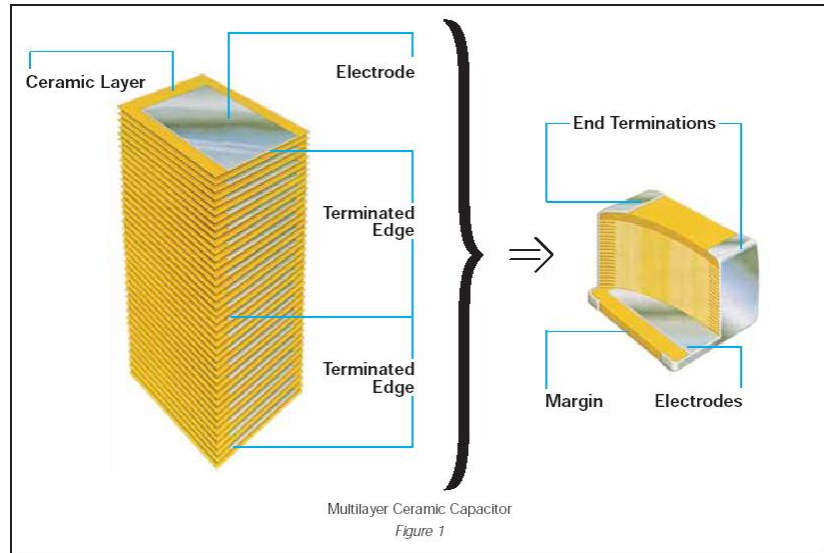 Ceramic Layer
Electrode
Terminated
Edge
Terminated
Edge
End Terminations
Margin
Electrodes
Multilayer Ceramic Capacitor
Figure 1